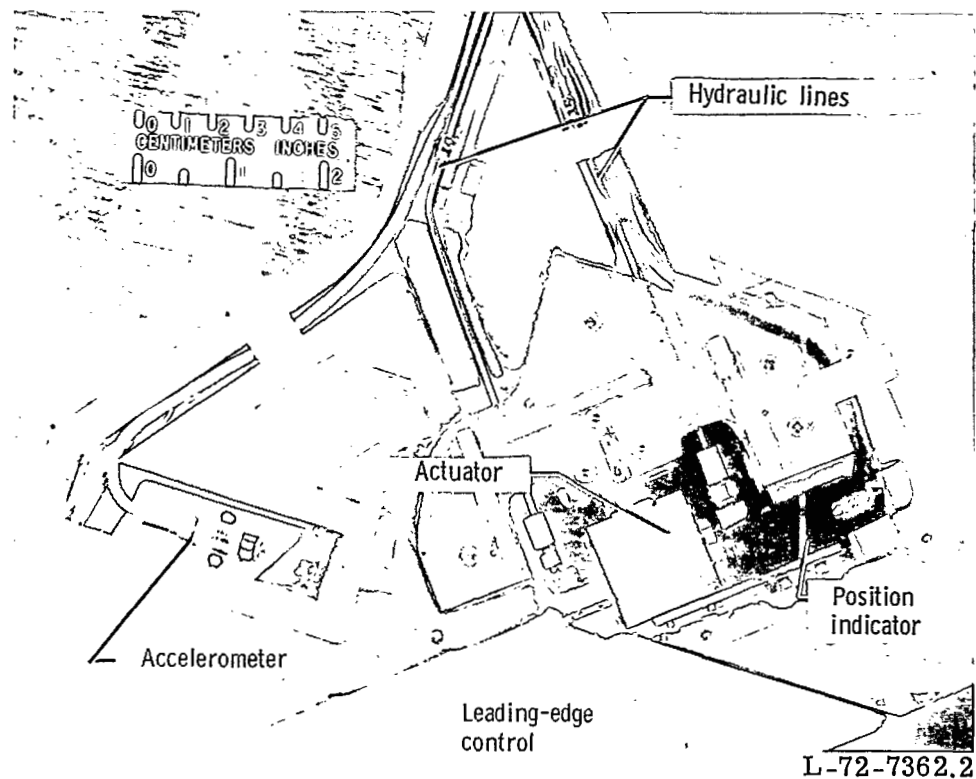 Hydraulic lines
0 1 2 3 4 5
CENTIMETERS INCHES
0 1 2
Actuator
Position
indicator
Accelerometer
Leading-edge
control
L-72-7362.2